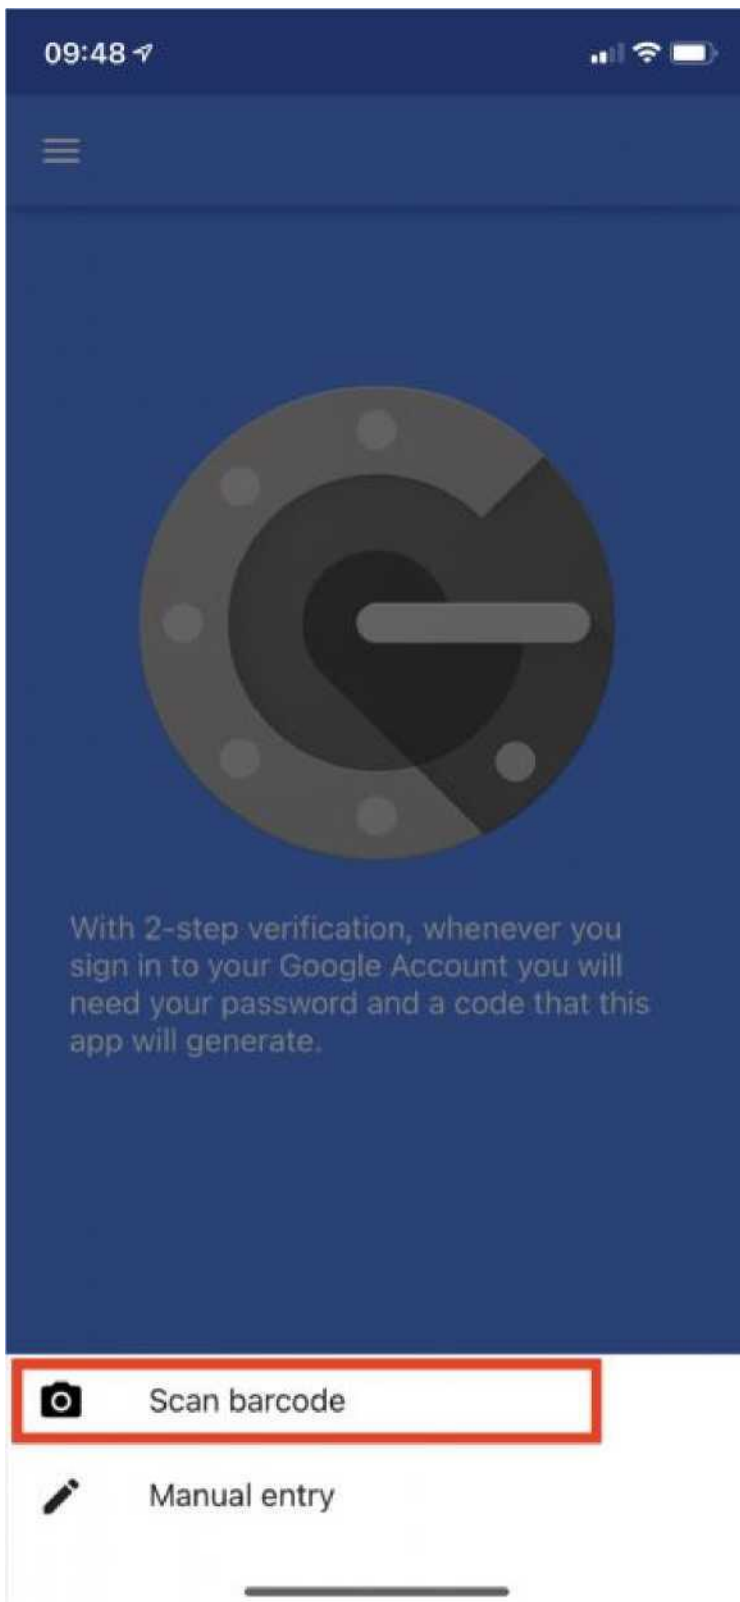 09:48
With 2-step verification, whenever you
sign in to your Google Account you will
need your password and a code that this
app will generate.
Scan barcode
Manual entry